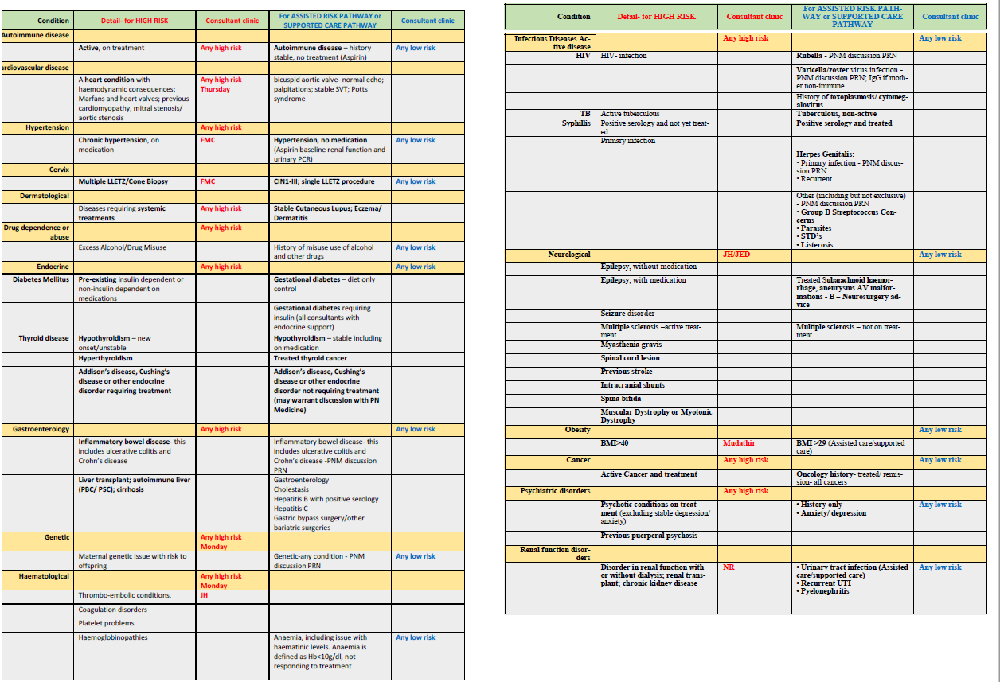 Condition Detail- for HIGH RISK Consultant clinic For ASSISTED RISK PATHWAY or
SUPPORTED CARE PATHWAY Consultant clinic
Autoimmune disease
Active, on treatment Any high risk Autoimmune disease – history
stable, no treatment (Aspirin) Any low risk
ardiovascular disease
A heart condition with
haemodynamic consequences;
Marfans and heart valves; previous
cardiomyopathy, mitral stenosis/
aortic stenosis
Any high risk
Thursday
bicuspid aortic valve- normal echo;
palpitations; stable SVT; Potts
syndrome
Any low risk
Hypertension Any high risk
Chronic hypertension, on
medication
FMC
Hypertension, no medication
(Aspirin baseline renal function and
urinary PCR)
Any low risk
Cervix
Multiple LLETZ/Cone Biopsy FMC CIN1-III; single LLETZ procedure Any low risk
Dermatological
Diseases requiring systemic
treatments
Any high risk
Stable Cutaneous Lupus; Eczema/
Dermatitis
Any low risk
Drug dependence or
abuse
Any high risk
Excess Alcohol/Drug Misuse
History of misuse use of alcohol
and other drugs
Any low risk
Endocrine Any high risk Any low risk
Diabetes Mellitus
Pre-existing insulin dependent or
non-insulin dependent on
medications
Gestational diabetes – diet only
control
Gestational diabetes requiring
insulin (all consultants with
endocrine support)
Thyroid disease
Hypothyroidism – new
onset/unstable
Hypothyroidism – stable including
on medication
Hyperthyroidism Treated thyroid cancer
Addison’s disease, Cushing’s
disease or other endocrine
disorder requiring treatment
Addison’s disease, Cushing’s
disease or other endocrine
disorder not requiring treatment
(may warrant discussion with PN
Medicine)
Gastroenterology Any high risk Any low risk
Inflammatory bowel disease- this
includes ulcerative colitis and
Crohn’s disease
Inflammatory bowel disease- this
includes ulcerative colitis and
Crohn’s disease -PNM discussion
PRN
Liver transplant; autoimmune liver
(PBC/ PSC); cirrhosis
Gastroenterology
Cholestasis
Hepatitis B with positive serology
Hepatitis C
Gastric bypass surgery/other
bariatric surgeries
Genetic
Any high risk
Monday
Maternal genetic issue with risk to
offspring
Genetic-any condition - PNM
discussion PRN
Any low risk
Haematological
Any high risk
Monday
Thrombo-embolic conditions. JH
Coagulation disorders
Platelet problems
Haemoglobinopathies
Anaemia, including issue with
haematinic levels. Anaemia is
defined as Hb<10g/dl, not
responding to treatment
Any low risk
Condition Detail- for HIGH RISK Consultant clinic
For ASSISTED RISK PATH-
WAY or SUPPORTED CARE
PATHWAY
Consultant clinic
Infectious Diseases Ac-
tive disease
Any high risk Any low risk
HIV HIV- infection Rubella - PNM discussion PRN
Varicella/zoster virus infection -
PNM discussion PRN; IgG if moth-
er non-immune
History of toxoplasmosis/ cytomeg-
alovirus
TB Active tuberculous Tuberculous, non-active
Syphillis
Positive serology and not yet treat-
ed
Positive serology and treated
Primary infection
Herpes Genitalis:
• Primary infection - PNM discus-
sion PRN
• Recurrent
Other (including but not exclusive)
- PNM discussion PRN
• Group B Streptococcus Con-
cerns
• Parasites
• STD’s
• Listerosis
Neurological JH/JED Any low risk
Epilepsy, without medication
Epilepsy, with medication
Treated Subarachnoid haemor-
rhage, aneurysms AV malfor-
mations - B – Neurosurgery ad-
vice
Seizure disorder
Multiple sclerosis –active treat-
ment
Multiple sclerosis – not on treat-
ment
Myasthenia gravis
Spinal cord lesion
Previous stroke
Intracranial shunts
Spina bifida
Muscular Dystrophy or Myotonic
Dystrophy
Obesity Any low risk
BMI≥40 Mudathir
BMI ≥29 (Assisted care/supported
care)
Cancer Any high risk Any low risk
Active Cancer and treatment
Oncology history- treated/ remis-
sion- all cancers
Psychiatric disorders Any high risk
Psychotic conditions on treat-
ment (excluding stable depression/
anxiety)
• History only
• Anxiety/ depression
Any low risk
Previous puerperal psychosis
Renal function disor-
ders
Disorder in renal function with
or without dialysis; renal trans-
plant; chronic kidney disease
NR
• Urinary tract infection (Assisted
care/supported care)
• Recurrent UTI
• Pyelonephritis
Any low risk